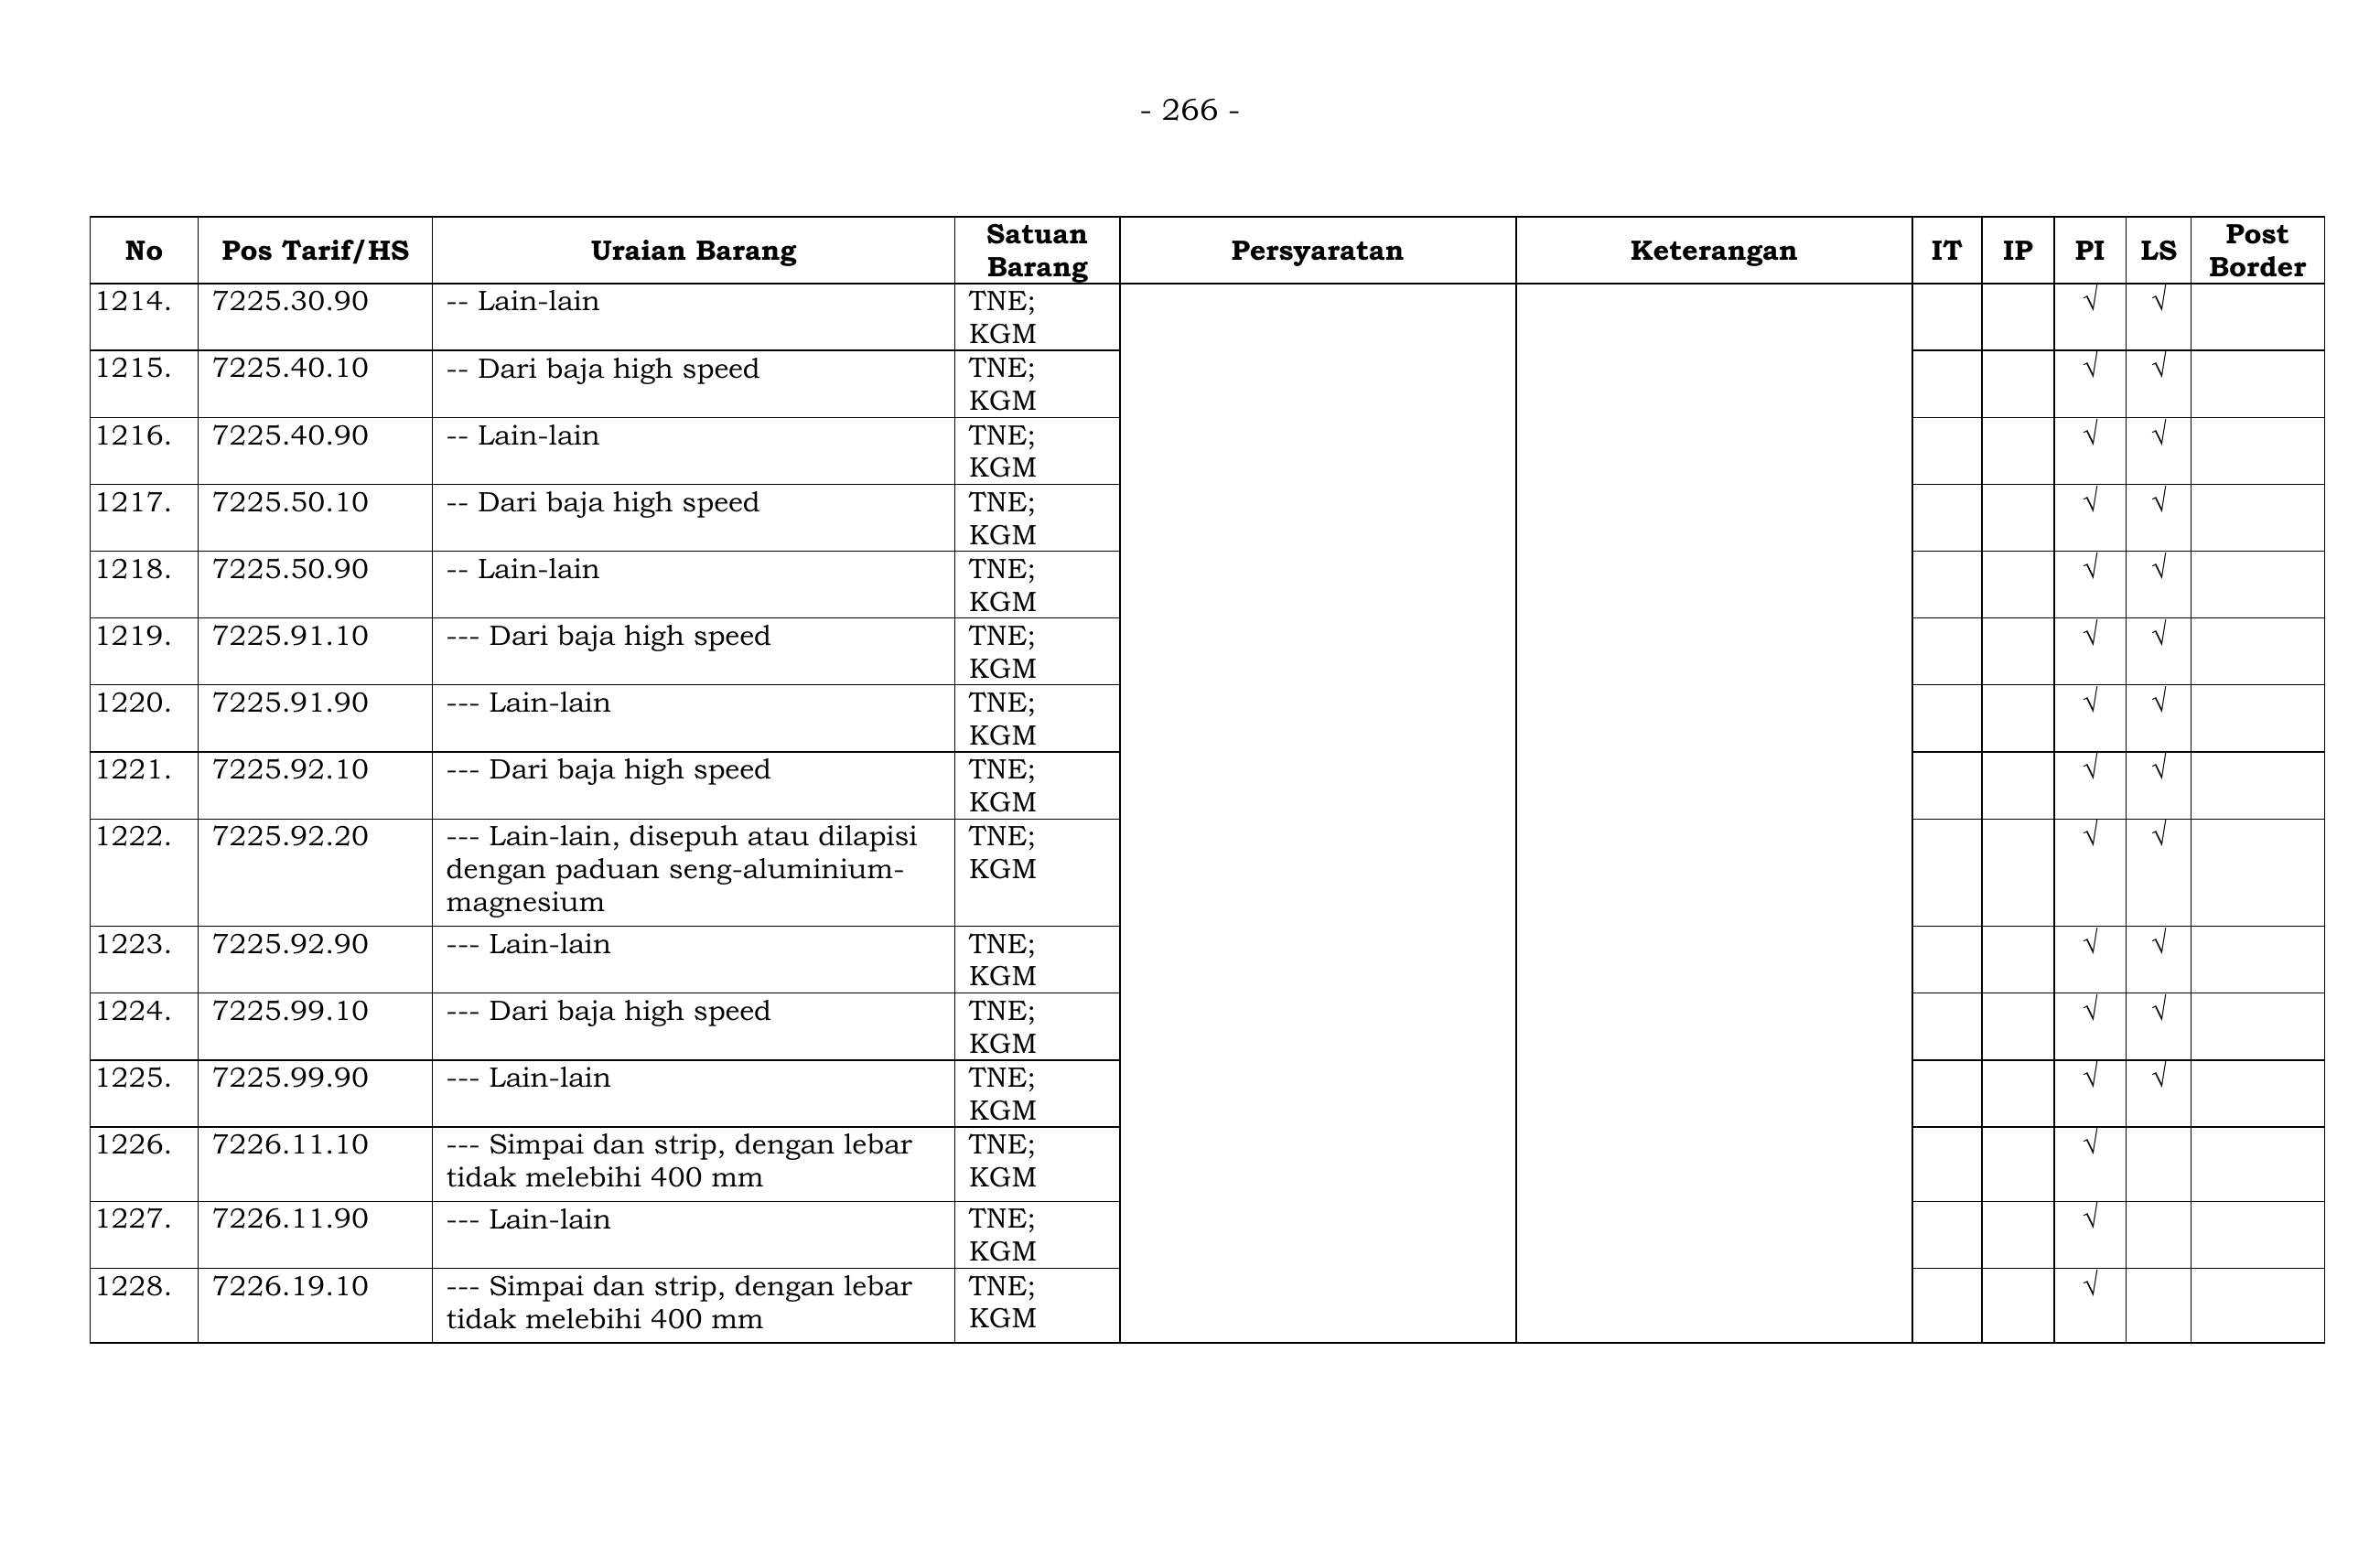 - 266 -
No Pos Tarif/HS Uraian Barang Satuan Barang Persyaratan Keterangan IT IP PI LS Post Border
1214. 7225.30.90 -- Lain-lain TNE; √ √
KGM
1215. 7225.40.10 -- Dari baja high speed TNE; √ √
KGM
1216. 7225.40.90 -- Lain-lain TNE; √ √
KGM
1217. 7225.50.10 -- Dari baja high speed TNE; √ √
KGM
1218. 7225.50.90 -- Lain-lain TNE; √ √
KGM
1219. 7225.91.10 --- Dari baja high speed TNE; √ √
KGM
1220. 7225.91.90 --- Lain-lain TNE; √ √
KGM
1221. 7225.92.10 --- Dari baja high speed TNE; √ √
KGM
1222. 7225.92.20 --- Lain-lain, disepuh atau dilapisi TNE; √ √
dengan paduan seng-aluminium- KGM
magnesium
1223. 7225.92.90 --- Lain-lain TNE; √ √
KGM
1224. 7225.99.10 --- Dari baja high speed TNE; √ √
KGM
1225. 7225.99.90 --- Lain-lain TNE; √ √
KGM
1226. 7226.11.10 --- Simpai dan strip, dengan lebar TNE; √
tidak melebihi 400 mm KGM
1227. 7226.11.90 --- Lain-lain TNE; √
KGM
1228. 7226.19.10 --- Simpai dan strip, dengan lebar TNE; √
tidak melebihi 400 mm KGM